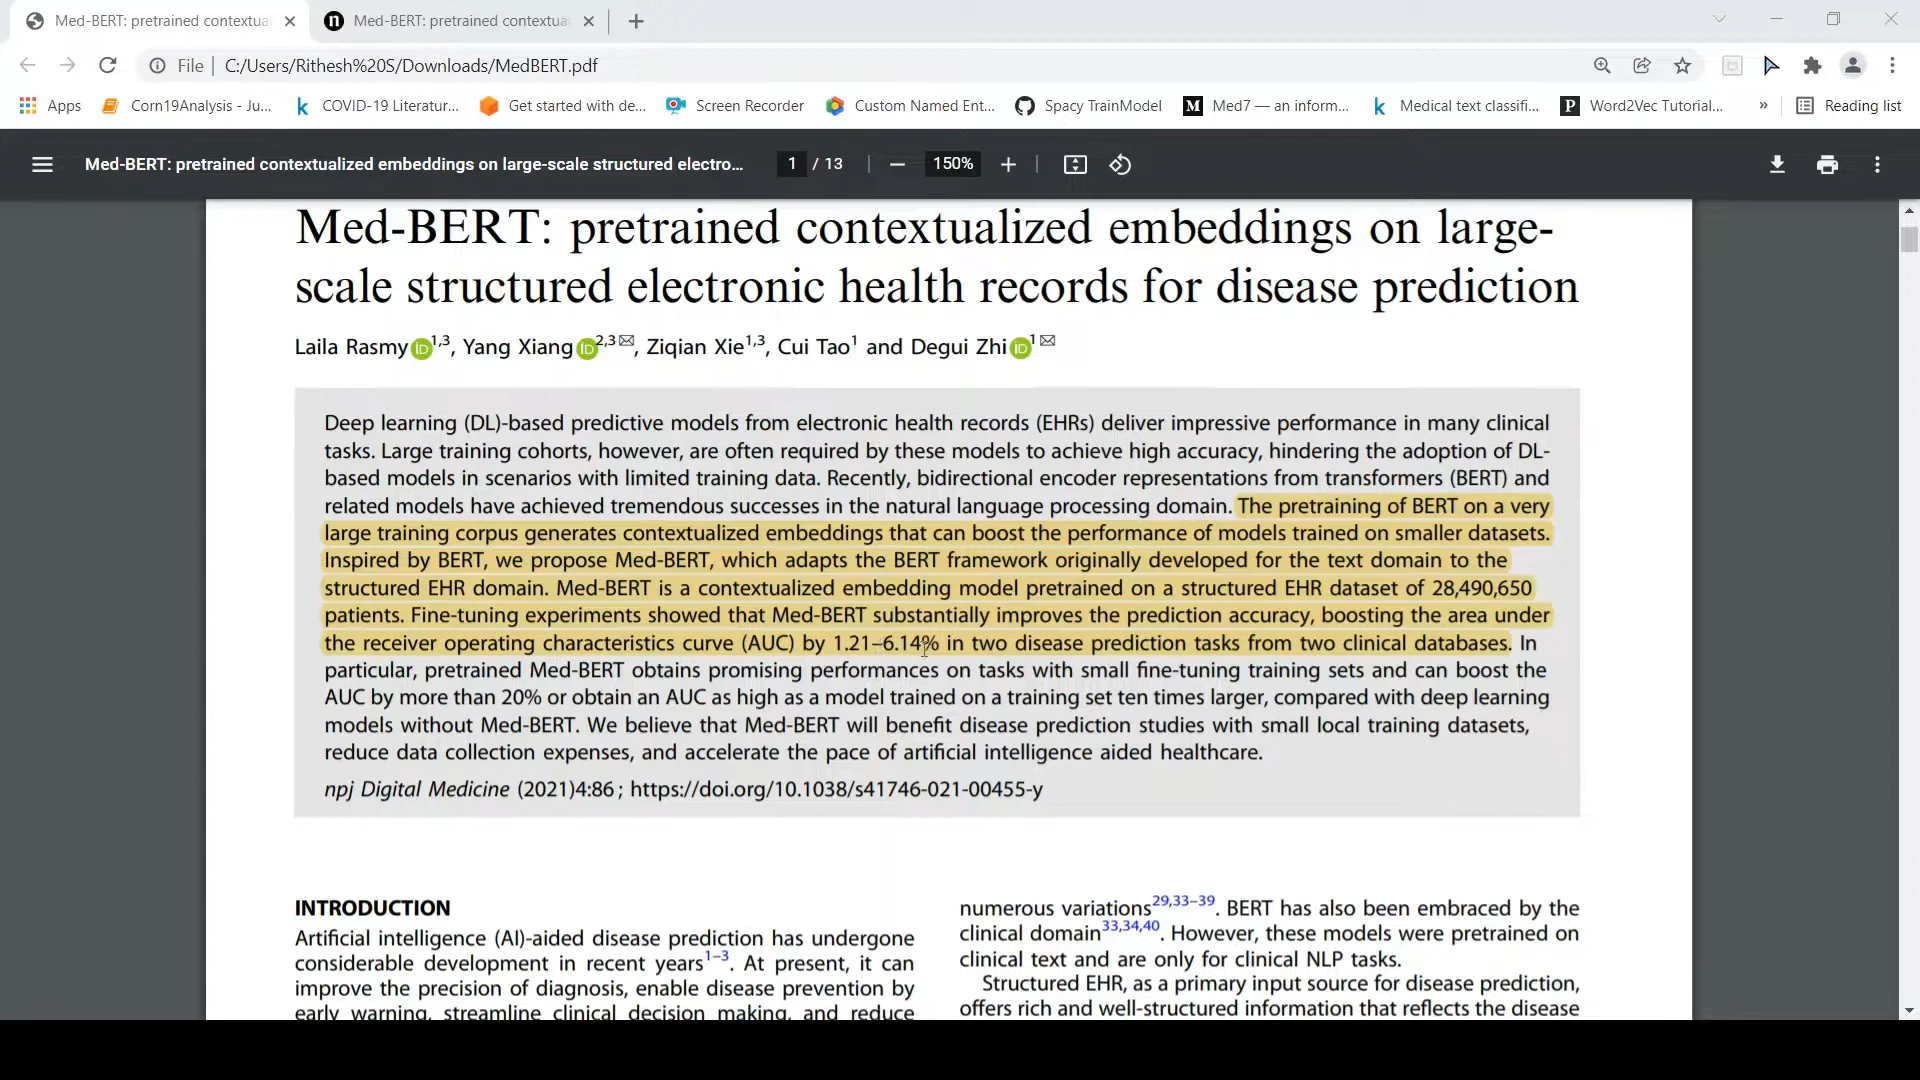 Med-BERT: pretrained contextua
Med-BERT: pretrained contextua
File
C:/Users/Rithesh%20S/Downloads/MedBERT.pdf
Apps
Corn19Analysis - Ju...
COVID-19 Literatur...
Get started with de...
Screen Recorder
Custom Named Ent...
Spacy TrainModel
Med7 — an inform...
Medical text classifi...
Word2Vec Tutorial...
»
Reading list
Med-BERT: pretrained contextualized embeddings on large-scale structured electro...
1 / 13
150%
Med-BERT: pretrained contextualized embeddings on large-
scale structured electronic health records for disease prediction
Laila Rasmy iD 1,3, Yang Xiang iD 2,3✉, Ziqian Xie1,3, Cui Tao1 and Degui Zhi iD 1✉
Deep learning (DL)-based predictive models from electronic health records (EHRs) deliver impressive performance in many clinical
tasks. Large training cohorts, however, are often required by these models to achieve high accuracy, hindering the adoption of DL-
based models in scenarios with limited training data. Recently, bidirectional encoder representations from transformers (BERT) and
related models have achieved tremendous successes in the natural language processing domain. The pretraining of BERT on a very
large training corpus generates contextualized embeddings that can boost the performance of models trained on smaller datasets.
Inspired by BERT, we propose Med-BERT, which adapts the BERT framework originally developed for the text domain to the
structured EHR domain. Med-BERT is a contextualized embedding model pretrained on a structured EHR dataset of 28,490,650
patients. Fine-tuning experiments showed that Med-BERT substantially improves the prediction accuracy, boosting the area under
the receiver operating characteristics curve (AUC) by 1.21–6.14% in two disease prediction tasks from two clinical databases. In
particular, pretrained Med-BERT obtains promising performances on tasks with small fine-tuning training sets and can boost the
AUC by more than 20% or obtain an AUC as high as a model trained on a training set ten times larger, compared with deep learning
models without Med-BERT. We believe that Med-BERT will benefit disease prediction studies with small local training datasets,
reduce data collection expenses, and accelerate the pace of artificial intelligence aided healthcare.
npj Digital Medicine (2021)4:86 ; https://doi.org/10.1038/s41746-021-00455-y
INTRODUCTION
Artificial intelligence (AI)-aided disease prediction has undergone
considerable development in recent years1–3. At present, it can
improve the precision of diagnosis, enable disease prevention by
early warning, streamline clinical decision making, and reduce
numerous variations29,33–39. BERT has also been embraced by the
clinical domain33,34,40. However, these models were pretrained on
clinical text and are only for clinical NLP tasks.
Structured EHR, as a primary input source for disease prediction,
offers rich and well-structured information that reflects the disease